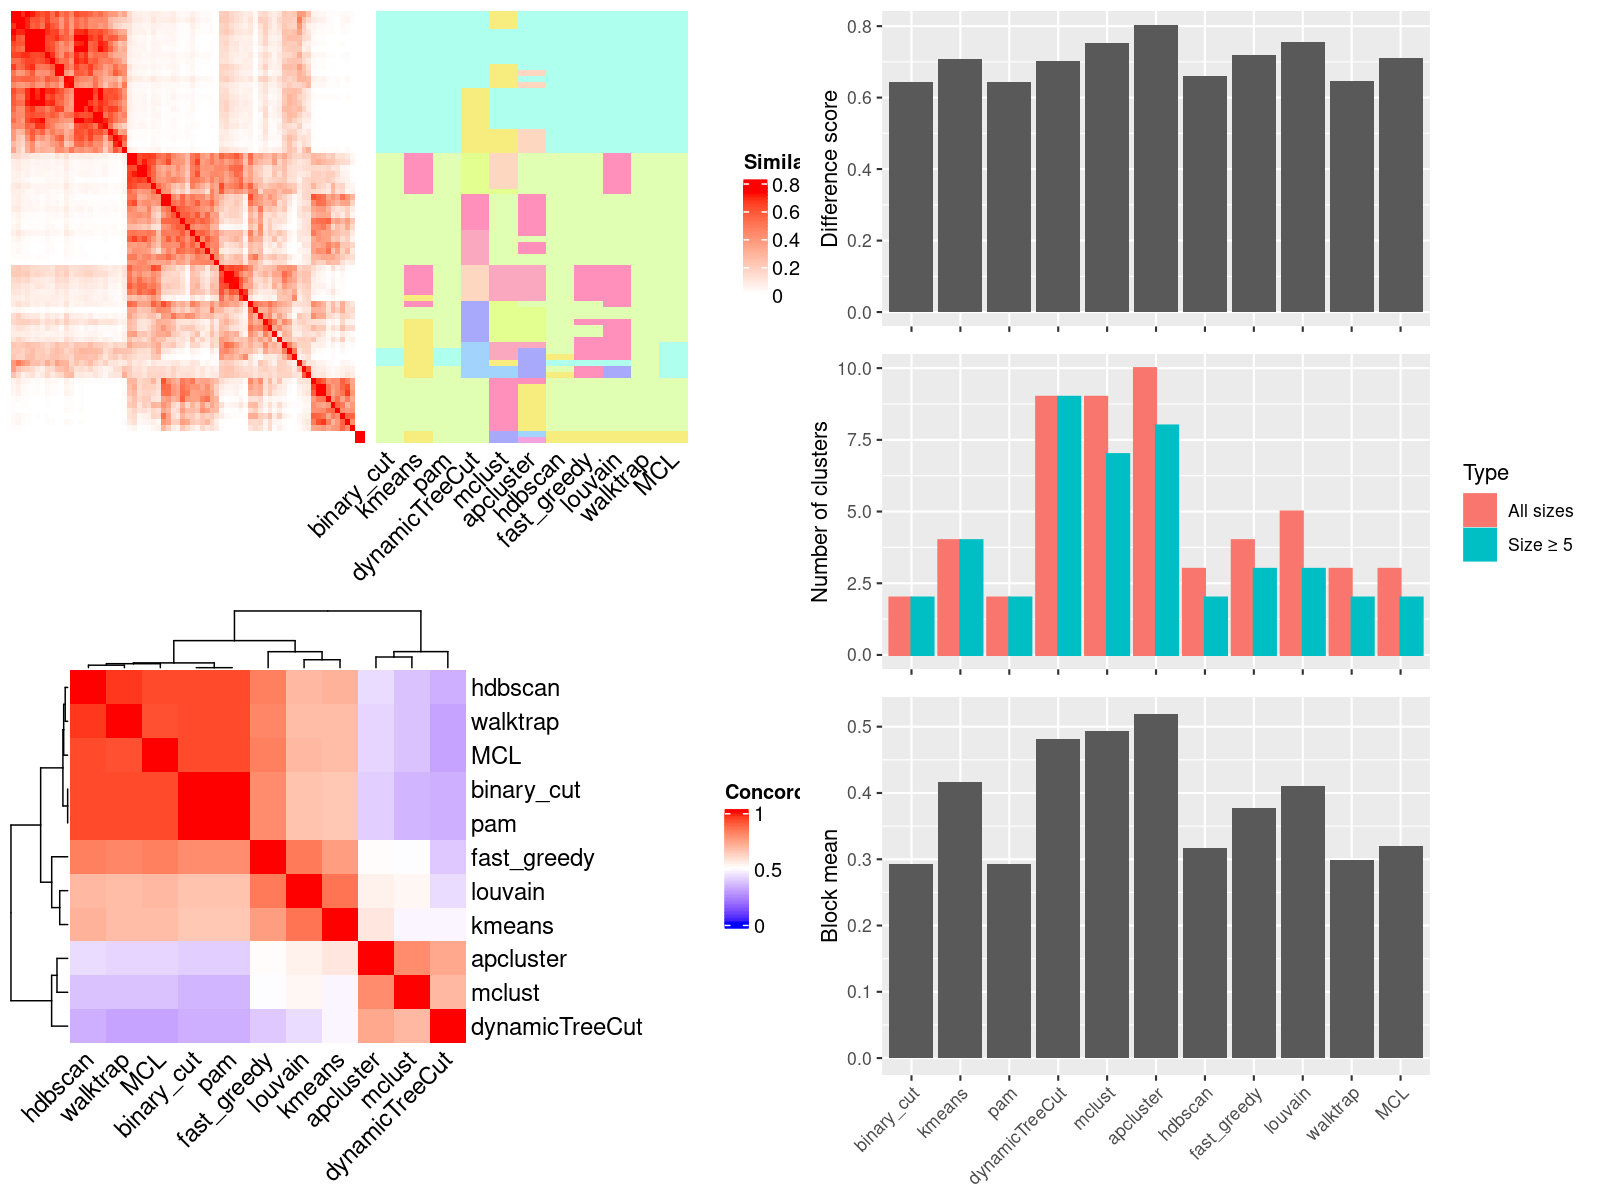 Simila
0.8
0.6
0.4
0.2
0
binary_cut
kmeans
pam
dynamicTreeCut
mclust
apcluster
hdbscan
fast_greedy
louvain
walktrap
MCL
hdbscan
walktrap
MCL
binary_cut
pam
fast_greedy
louvain
kmeans
apcluster
mclust
dynamicTreeCut
hdbscan
walktrap
MCL
binary_cut
pam
fast_greedy
louvain
kmeans
apcluster
mclust
dynamicTreeCut
Concord
1
0.5
0
Difference score
0.8
0.6
0.4
0.2
0.0
Number of clusters
10.0
7.5
5.0
2.5
0.0
Type
All sizes
Size ≥ 5
Block mean
0.5
0.4
0.3
0.2
0.1
0.0
binary_cut
kmeans
pam
dynamicTreeCut
mclust
apcluster
hdbscan
fast_greedy
louvain
walktrap
MCL